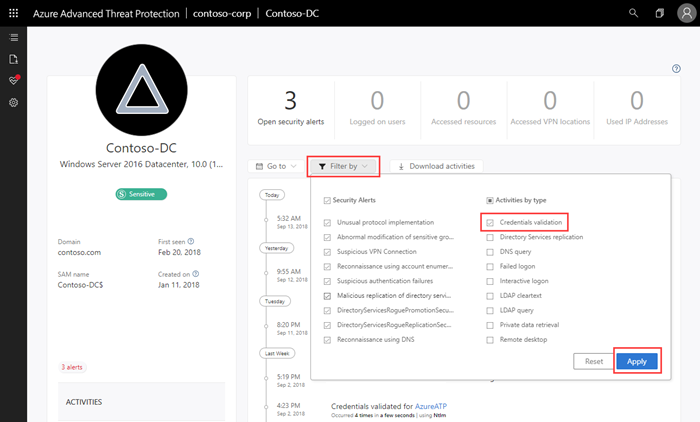 Azure Advanced Threat Protection | contoso-corp | Contoso-DC
Contoso-DC
Windows Server 2016 Datacenter, 10.0 (1...
S Sensitive
Domain
contoso.com
First seen ?
Feb 20, 2018
SAM name
Contoso-DC$
Created on ?
Jan 11, 2018
3 alerts
ACTIVITIES
?
3
Open security alerts
0
Logged on users
0
Accessed resources
0
Accessed VPN locations
0
Used IP Addresses
Go to
Filter by
Download activities
Today
5:32 AM
Sep 13, 2018
Yesterday
9:55 AM
Sep 12, 2018
Tuesday
8:20 PM
Sep 11, 2018
Last Week
5:19 PM
Sep 2, 2018
4:23 PM
Sep 2, 2018
Security Alerts
Unusual protocol implementation
Abnormal modification of sensitive gro...
Suspicious VPN Connection
Reconnaissance using account enumer...
Suspicious authentication failures
Malicious replication of directory servi...
DirectoryServicesRoguePromotionSecu...
DirectoryServicesRogueReplicationSec...
Reconnaissance using DNS
Activities by type
Credentials validation
Directory Services replication
DNS query
Failed logon
Interactive logon
LDAP cleartext
LDAP query
Private data retrieval
Remote desktop
Reset
Apply
Credentials validated for AzureATP
Occurred 4 times in a few seconds | using Ntlm